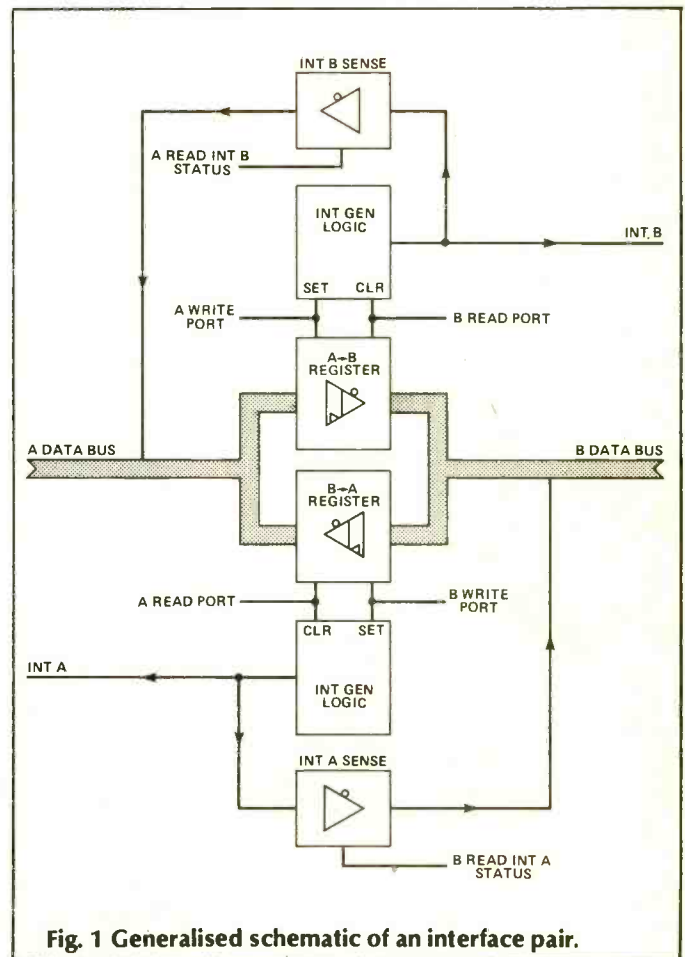 INT B SENSE
A READ INT B
STATUS
INT GEN
LOGIC
INT, B
SET CLR
A WRITE
PORT
B READ PORT
A→B
REGISTER
A DATA BUS
B DATA BUS
B→A
REGISTER
A READ PORT
B WRITE
PORT
CLR SET
INT A
INT GEN
LOGIC
INT A SENSE
B READ INT A
STATUS
Fig. 1 Generalised schematic of an interface pair.